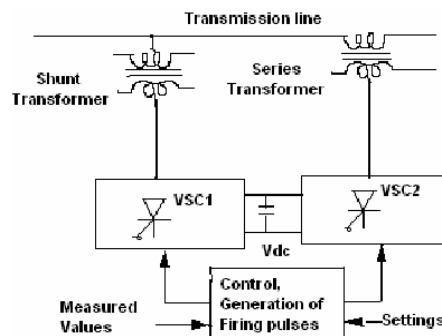 Transmission line
Shunt
Transformer
Series
Transformer
VSC1
VSC2
Vdc
Control,
Generation of
Firing pulses
Measured
Values
Settings